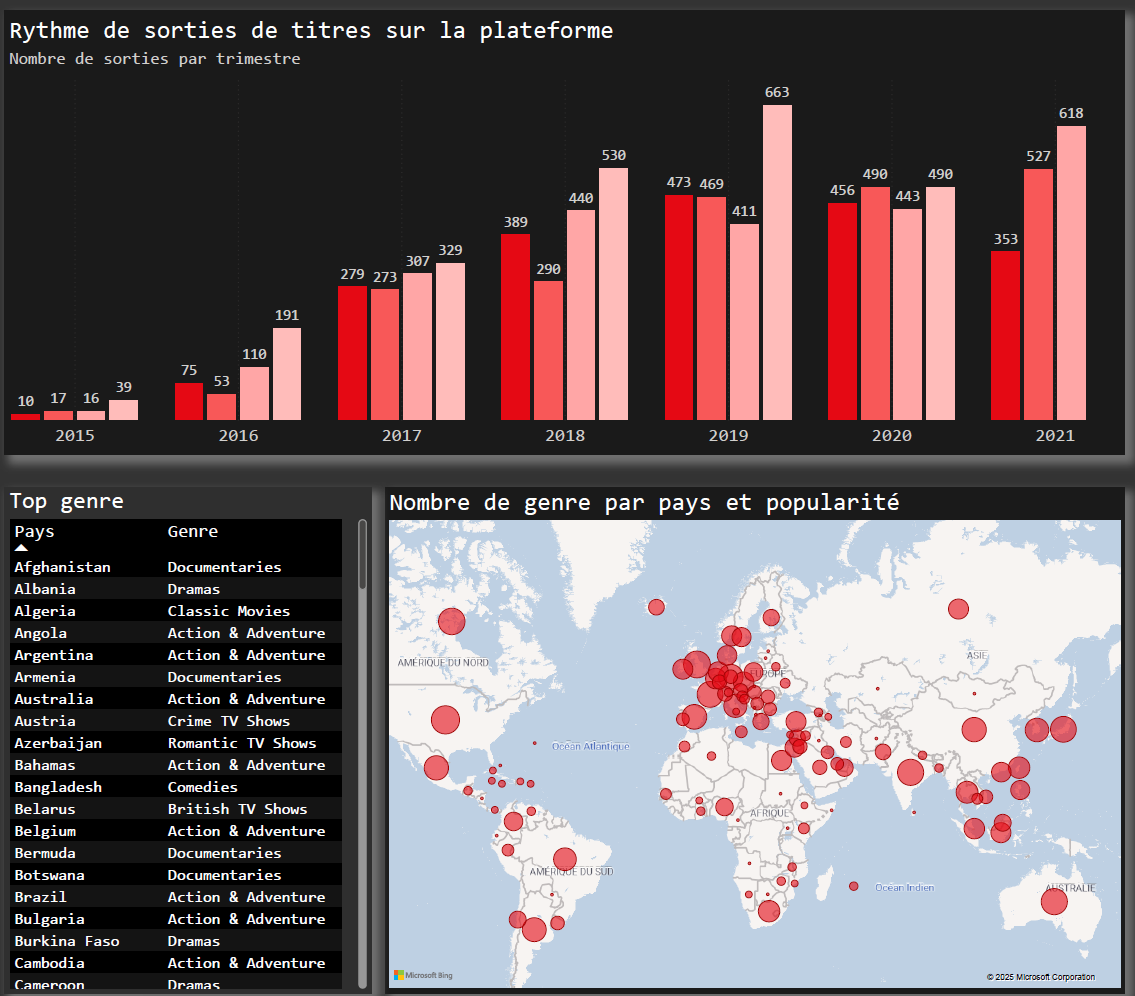 Rythme de sorties de titres sur la plateforme
Nombre de sorties par trimestre
10 17 16 39
75 53 110 191
279 273 307 329
389 290 440 530
473 469 411 663
456 490 443 490
353 527 618
2015 2016 2017 2018 2019 2020 2021
Top genre
Pays Genre
Afghanistan Documentaries
Albania Dramas
Algeria Classic Movies
Angola Action & Adventure
Argentina Action & Adventure
Armenia Documentaries
Australia Action & Adventure
Austria Crime TV Shows
Azerbaijan Romantic TV Shows
Bahamas Action & Adventure
Bangladesh Comedies
Belarus British TV Shows
Belgium Action & Adventure
Bermuda Documentaries
Botswana Documentaries
Brazil Action & Adventure
Bulgaria Action & Adventure
Burkina Faso Dramas
Cambodia Action & Adventure
Cameroon Dramas
Nombre de genre par pays et popularité
AMÉRIQUE DU NORD
ASIE
EUROPE
Océan Atlantique
AFRIQUE
AMÉRIQUE DU SUD
Océan Indien
AUSTRALIE
Microsoft Bing
© 2025 Microsoft Corporation